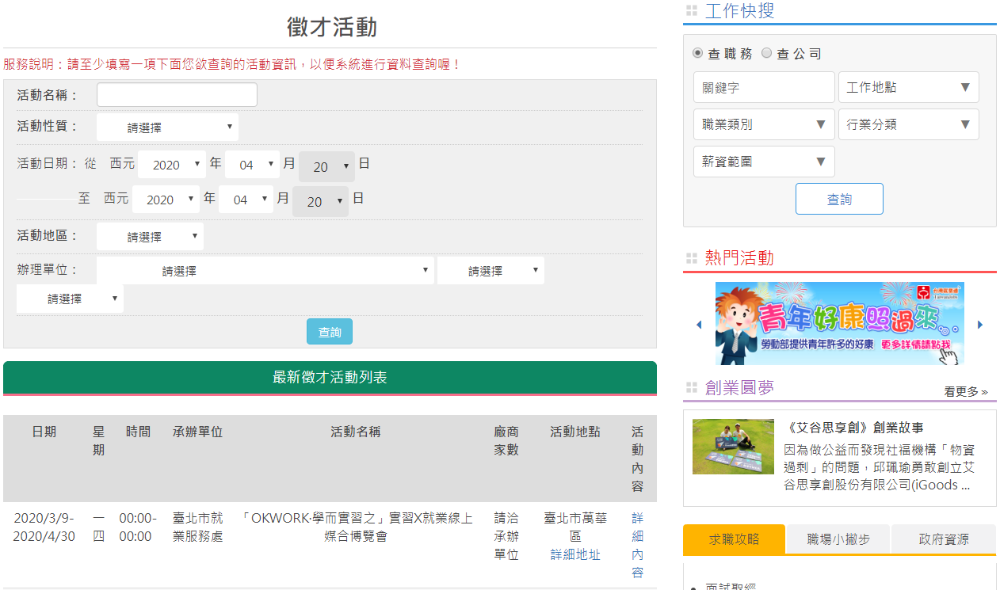 徵才活動
服務說明：請至少填寫一項下面您欲查詢的活動資訊，以便系統進行資料查詢喔！
活動名稱：
活動性質： 請選擇
活動日期： 從 西元 2020 年 04 月 20 日
至 西元 2020 年 04 月 20 日
活動地區： 請選擇
辦理單位： 請選擇 請選擇
請選擇
查詢
最新徵才活動列表
日期 星期 時間 承辦單位 活動名稱 廠商家數 活動地點 活動內容
2020/3/9-
2020/4/30
一
四
00:00-
00:00
臺北市就
業服務處
「OKWORK‧學而實習之」實習X就業線上
媒合博覽會
請洽
承辦
單位
臺北市萬華
區
詳細地址
詳
細
內
容
工作快搜
查職務 查公司
關鍵字 工作地點
職業類別 行業分類
薪資範圍
查詢
熱門活動
台灣就業通
TaiwanJobs
青年好康照過來...
勞動部提供青年許多的好康 更多詳情請點我
創業圓夢
看更多 »
《艾谷思享創》創業故事
因為做公益而發現社福機構「物資
過剩」的問題，邱珮瑜勇敢創立艾
谷思享創股份有限公司(iGoods ...
求職攻略 職場小撇步 政府資源
面試聖經